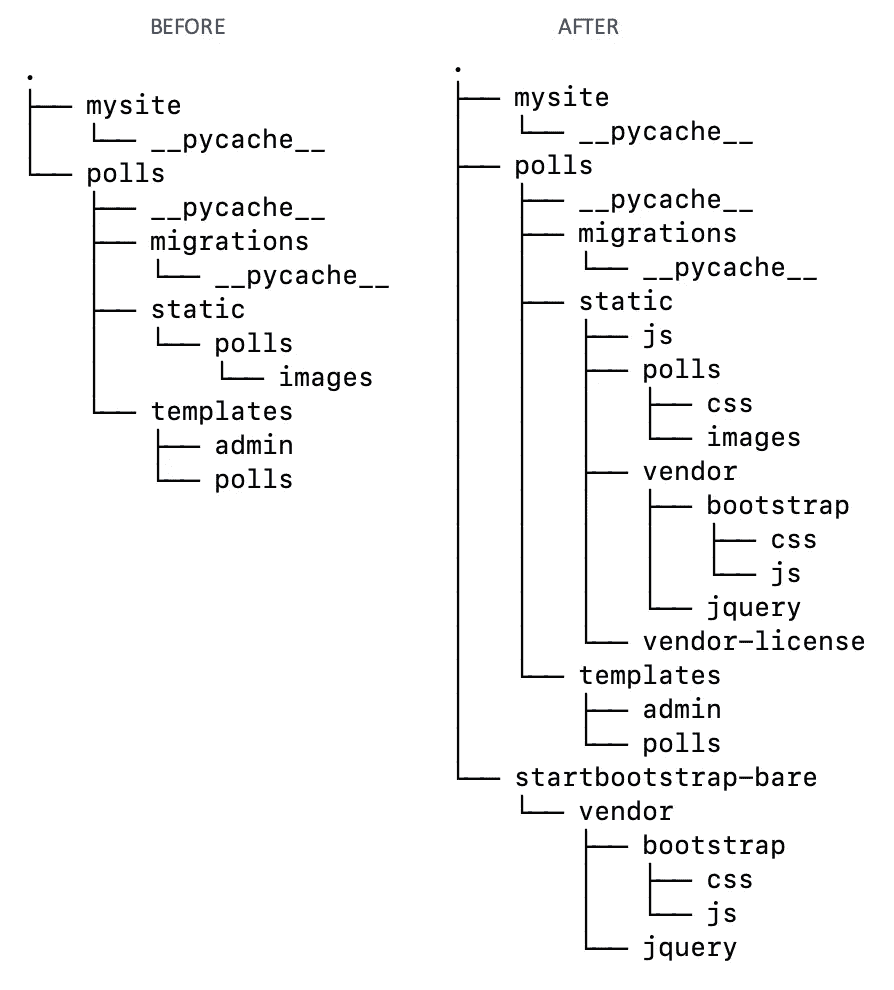 BEFORE
.
├── mysite
│   └── __pycache__
└── polls
    ├── __pycache__
    ├── migrations
    │   └── __pycache__
    ├── static
    │   └── polls
    │       └── images
    └── templates
        ├── admin
        └── polls
AFTER
.
├── mysite
│   └── __pycache__
├── polls
│   ├── __pycache__
│   ├── migrations
│   │   └── __pycache__
│   ├── static
│   │   ├── js
│   │   ├── polls
│   │   │   ├── css
│   │   │   └── images
│   │   ├── vendor
│   │   │   ├── bootstrap
│   │   │   │   ├── css
│   │   │   │   └── js
│   │   │   └── jquery
│   │   └── vendor-license
│   └── templates
│       ├── admin
│       └── polls
└── startbootstrap-bare
    └── vendor
        ├── bootstrap
        │   ├── css
        │   └── js
        └── jquery